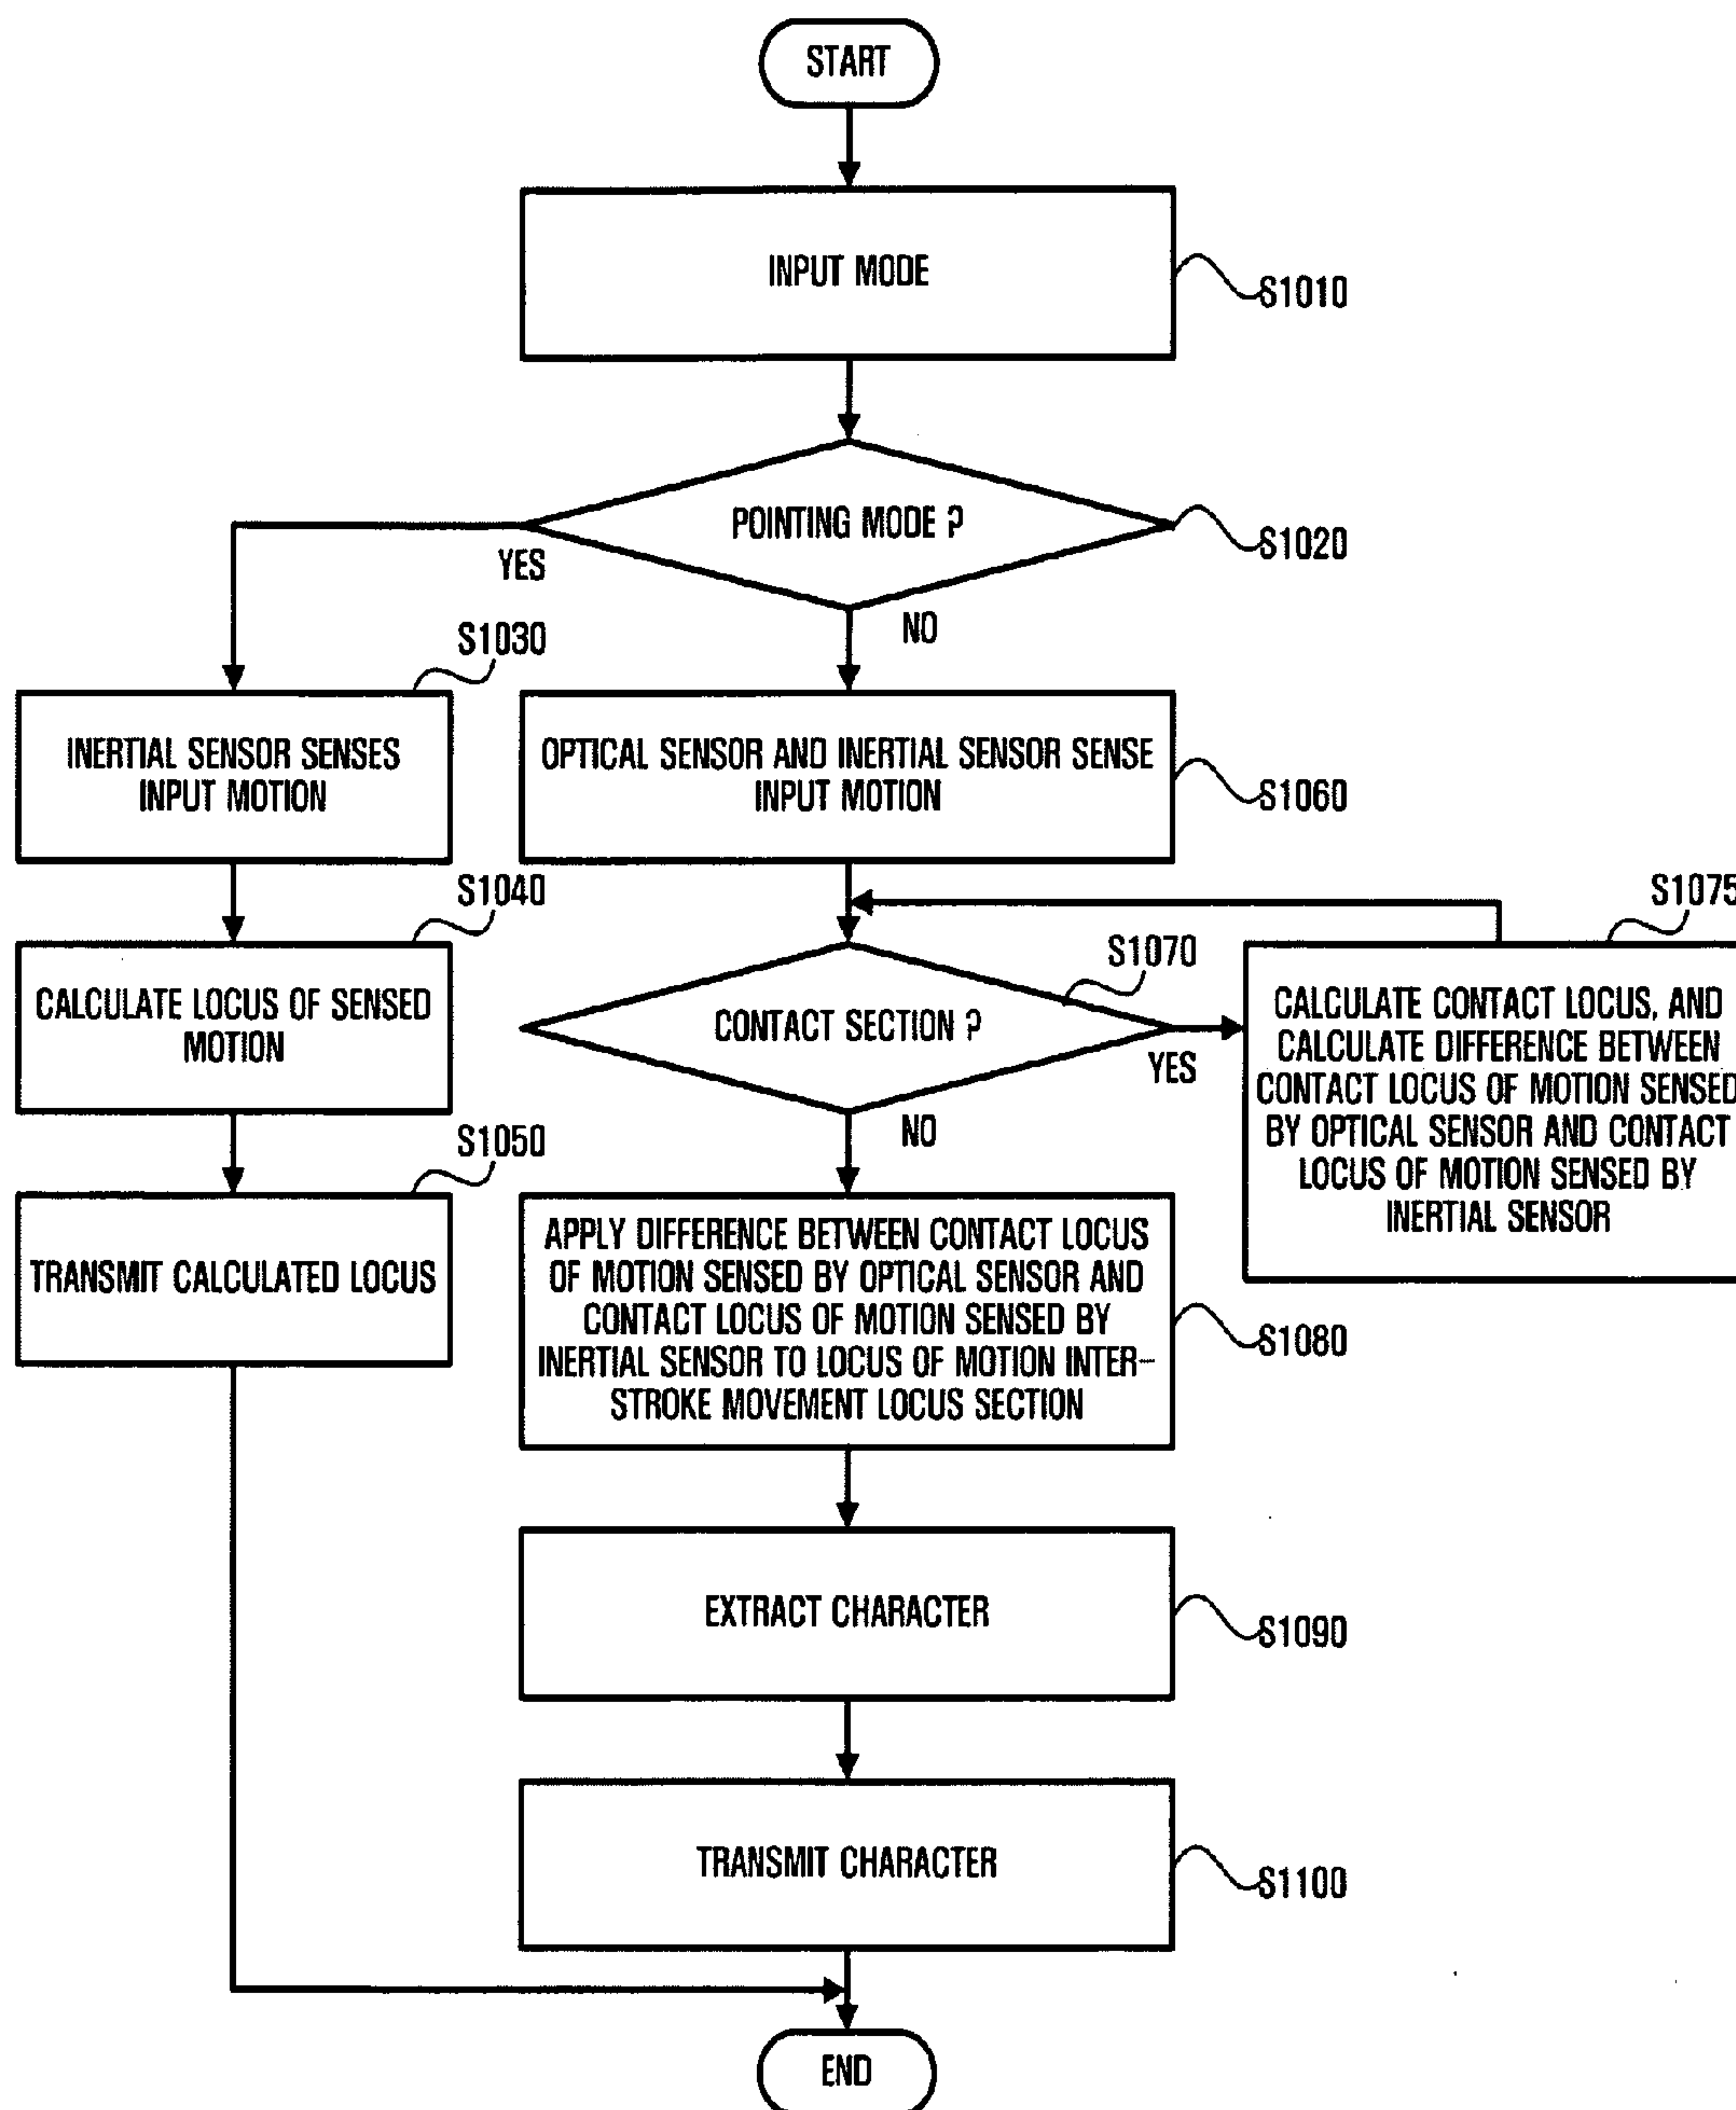 START
INPUT MODE
S1010
POINTING MODE ?
S1020
YES
NO
S1030
INERTIAL SENSOR SENSES
INPUT MOTION
OPTICAL SENSOR AND INERTIAL SENSOR SENSE
INPUT MOTION
S1060
S1040
CALCULATE LOCUS OF SENSED
MOTION
S1070
CONTACT SECTION ?
YES
NO
S1075
CALCULATE CONTACT LOCUS, AND
CALCULATE DIFFERENCE BETWEEN
CONTACT LOCUS OF MOTION SENSED
BY OPTICAL SENSOR AND CONTACT
LOCUS OF MOTION SENSED BY
INERTIAL SENSOR
S1050
TRANSMIT CALCULATED LOCUS
APPLY DIFFERENCE BETWEEN CONTACT LOCUS
OF MOTION SENSED BY OPTICAL SENSOR AND
CONTACT LOCUS OF MOTION SENSED BY
INERTIAL SENSOR TO LOCUS OF MOTION INTER-
STROKE MOVEMENT LOCUS SECTION
S1080
EXTRACT CHARACTER
S1090
TRANSMIT CHARACTER
S1100
END